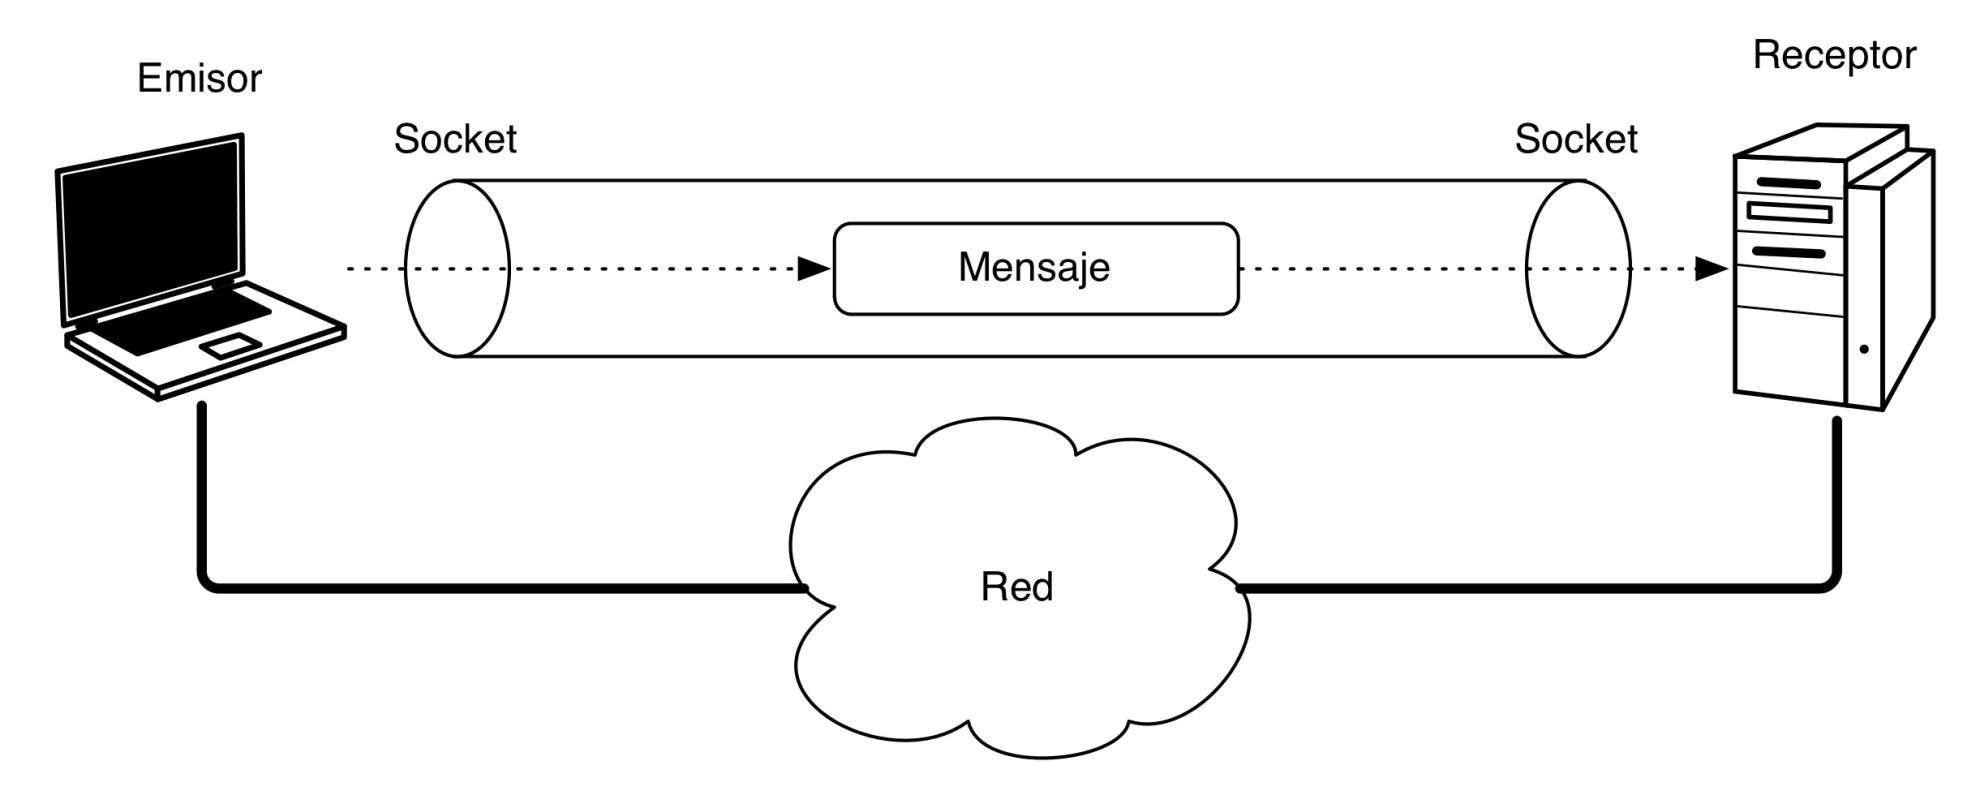 Emisor
Receptor
Socket
Socket
Mensaje
Red